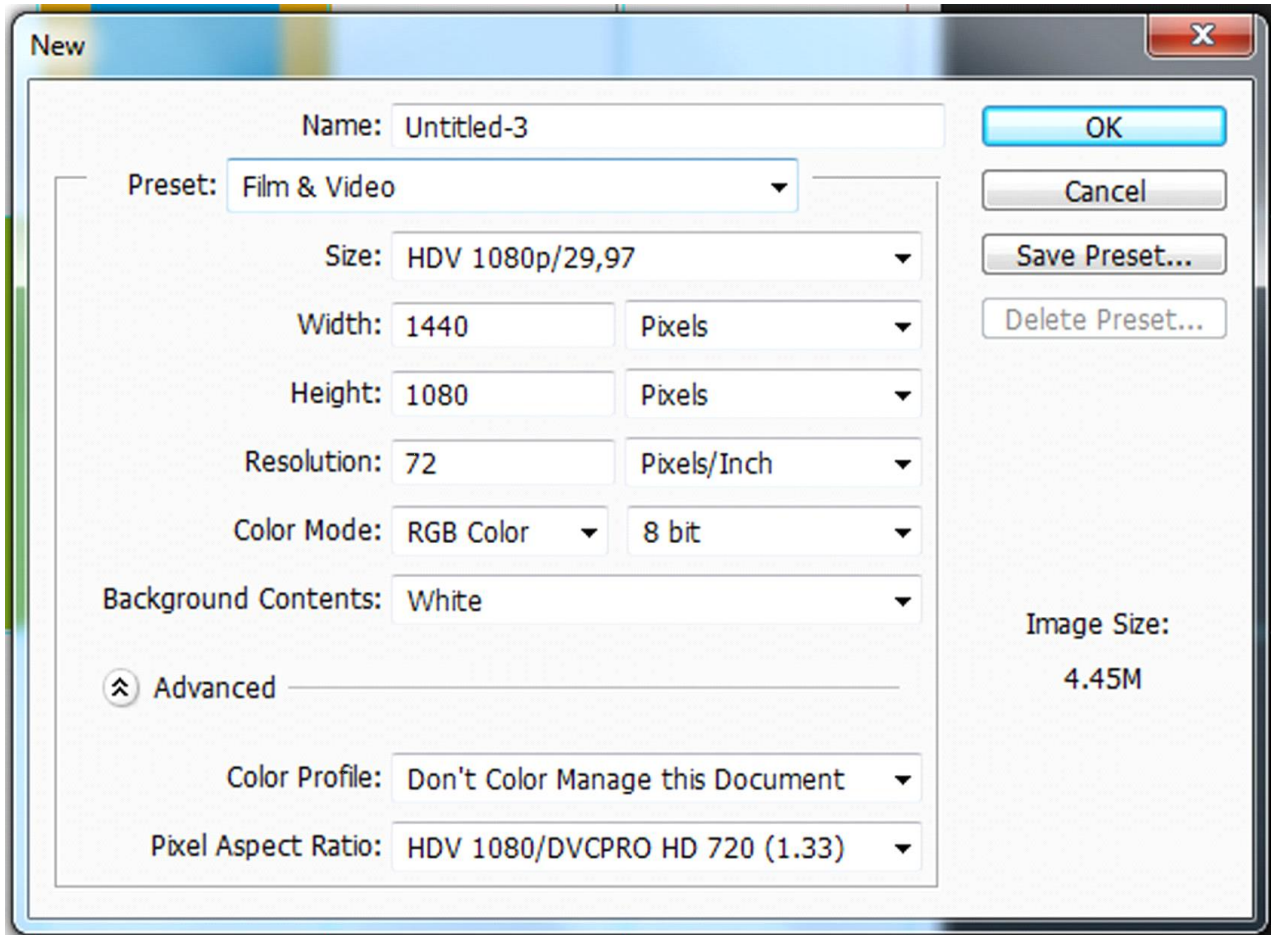 New
Name: Untitled-3
OK
Preset: Film & Video
Cancel
Size: HDV 1080p/29,97
Save Preset...
Width: 1440 Pixels
Delete Preset...
Height: 1080 Pixels
Resolution: 72 Pixels/Inch
Color Mode: RGB Color 8 bit
Background Contents: White
Image Size:
4.45M
Advanced
Color Profile: Don't Color Manage this Document
Pixel Aspect Ratio: HDV 1080/DVCPRO HD 720 (1.33)